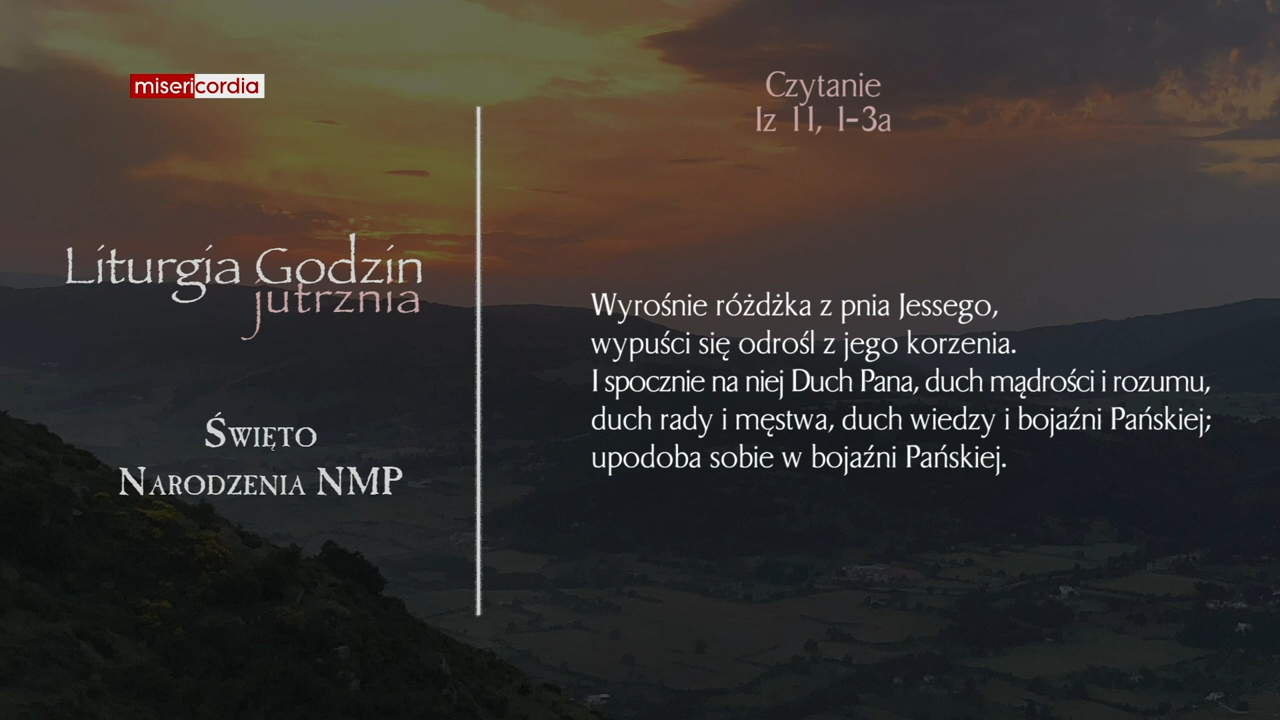 misericordia
Liturgia Godzin
jutrznia
Święto
Narodzenia NMP
Czytanie
Iz 11, 1-3a
Wyrośnie różdżka z pnia Jessego,
wypuści się odrośl z jego korzenia.
I spocznie na niej Duch Pana, duch mądrości i rozumu,
duch rady i męstwa, duch wiedzy i bojaźni Pańskiej;
upodoba sobie w bojaźni Pańskiej.